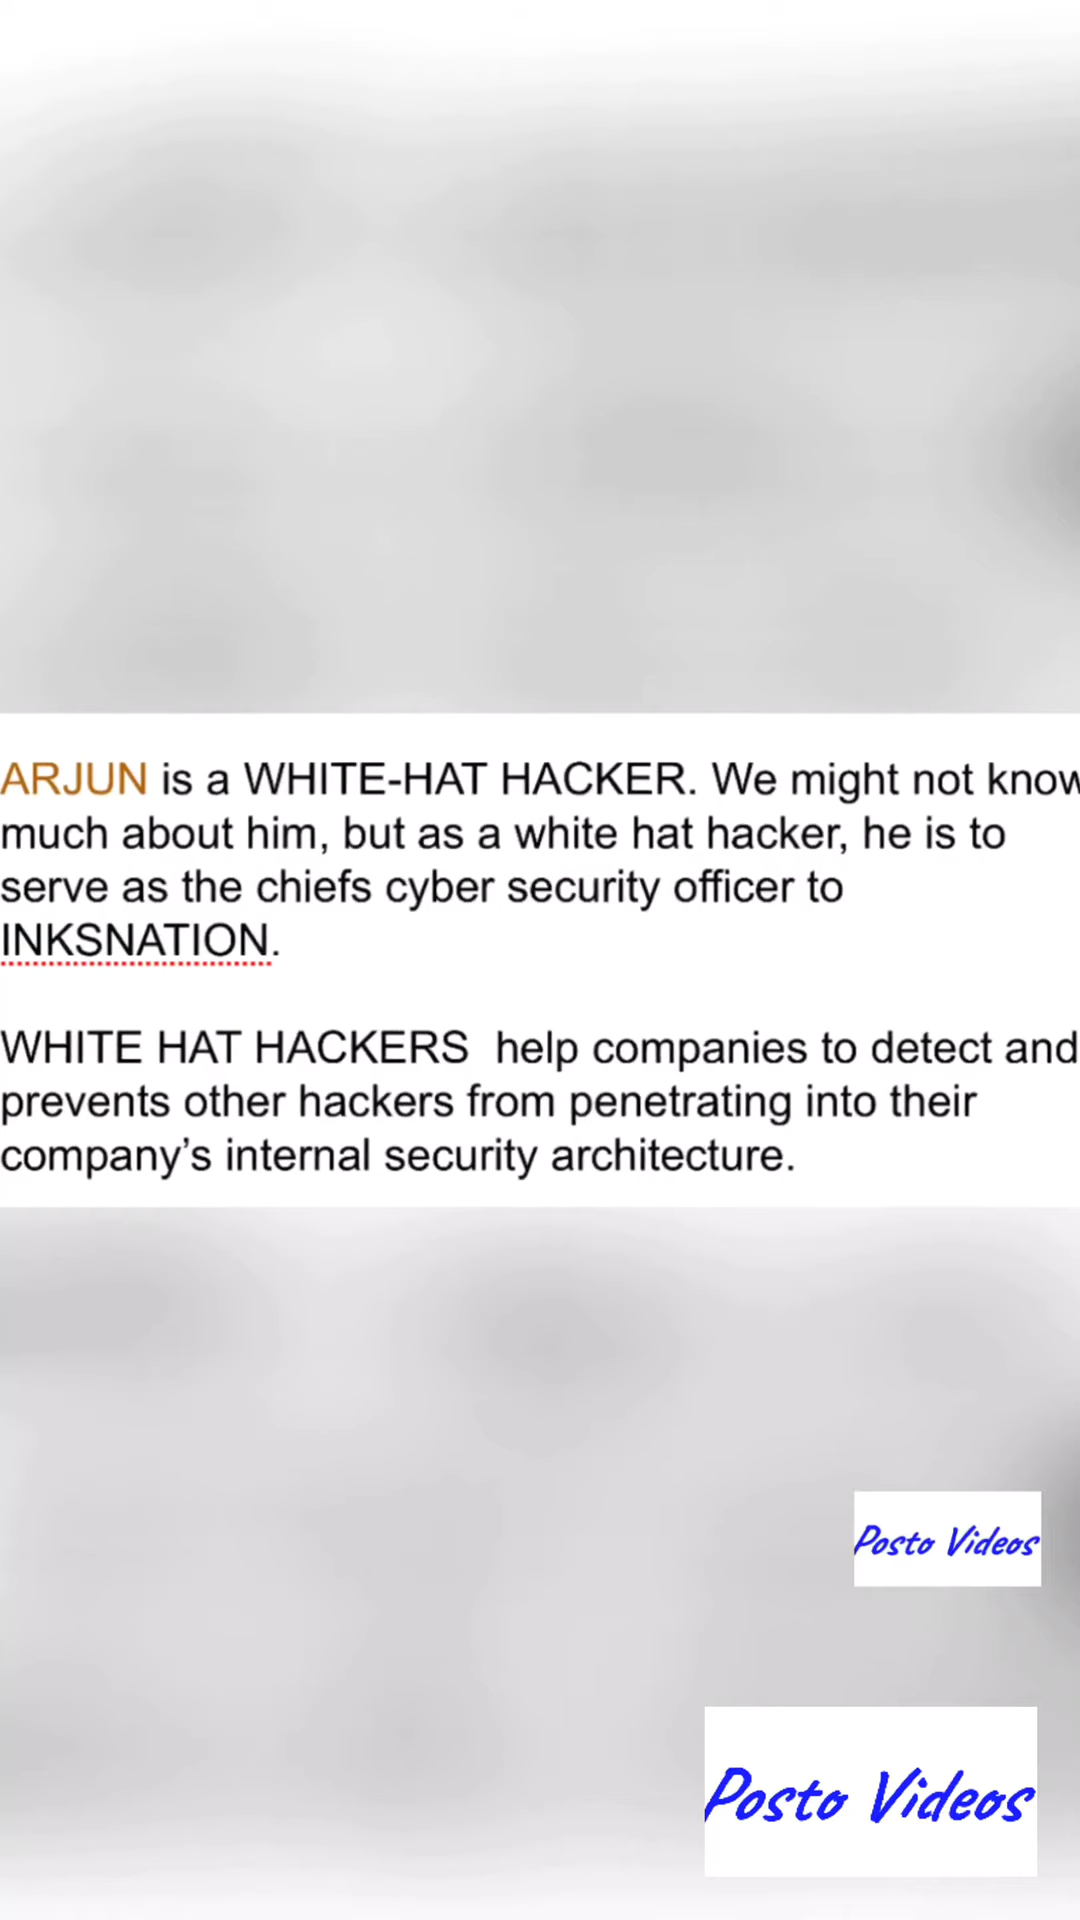 ARJUN is a WHITE-HAT HACKER. We might not know
much about him, but as a white hat hacker, he is to
serve as the chiefs cyber security officer to
INKSNATION.
WHITE HAT HACKERS  help companies to detect and
prevents other hackers from penetrating into their
company’s internal security architecture.
Posto Videos
Posto Videos